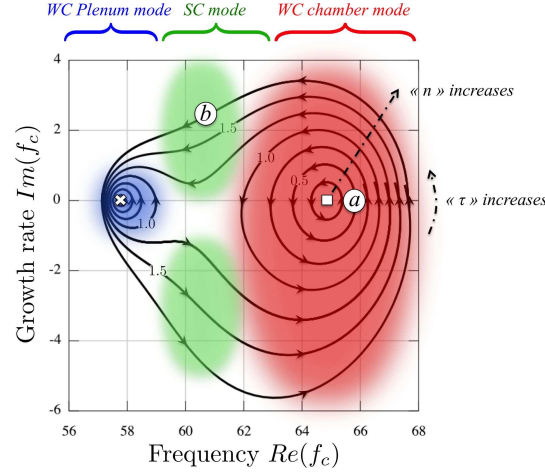 WC Plenum mode SC mode WC chamber mode
4
b
« n » increases
1.5
2
1.0
0.5
Growth rate Im(f_c)
0
a
« τ » increases
1.0
1.5
-2
-4
-6
56 58 60 62 64 66 68
Frequency Re(f_c)